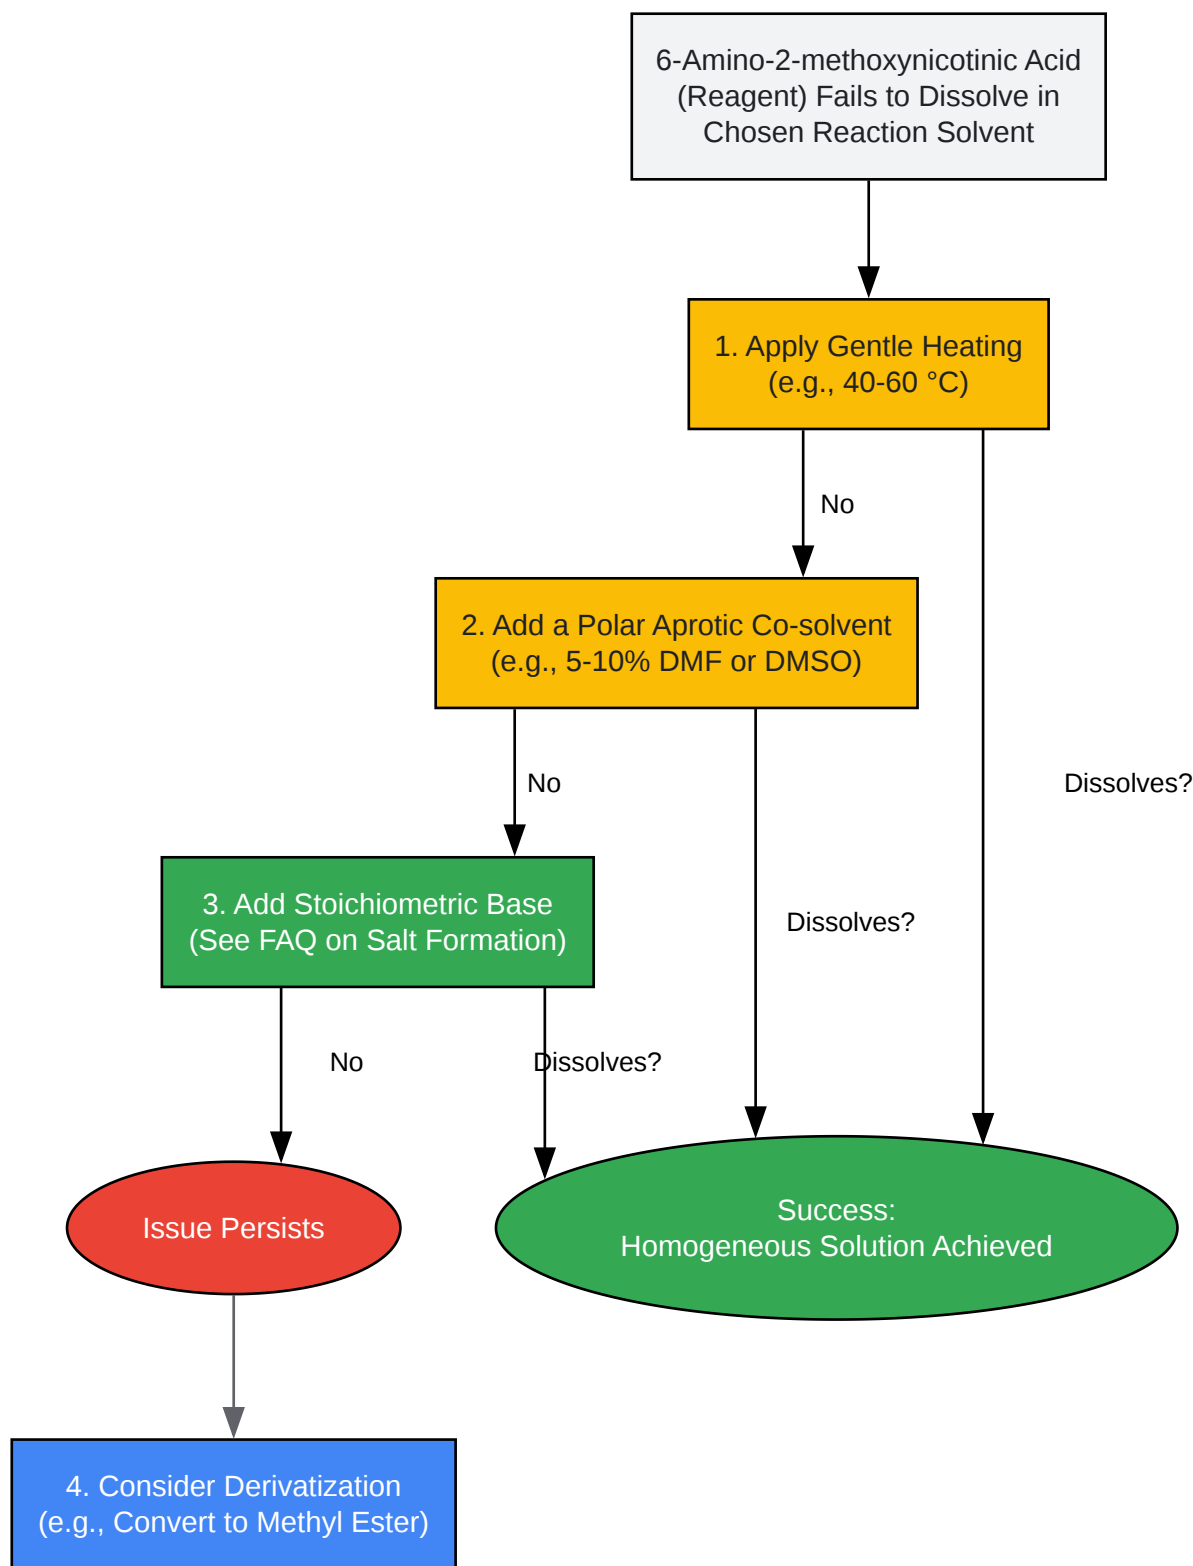 6-Amino-2-methoxynicotinic Acid
(Reagent) Fails to Dissolve in
Chosen Reaction Solvent
1. Apply Gentle Heating
(e.g., 40-60 °C)
No
2. Add a Polar Aprotic Co-solvent
(e.g., 5-10% DMF or DMSO)
No
Dissolves?
3. Add Stoichiometric Base
(See FAQ on Salt Formation)
Dissolves?
No
Dissolves?
Issue Persists
Success:
Homogeneous Solution Achieved
4. Consider Derivatization
(e.g., Convert to Methyl Ester)